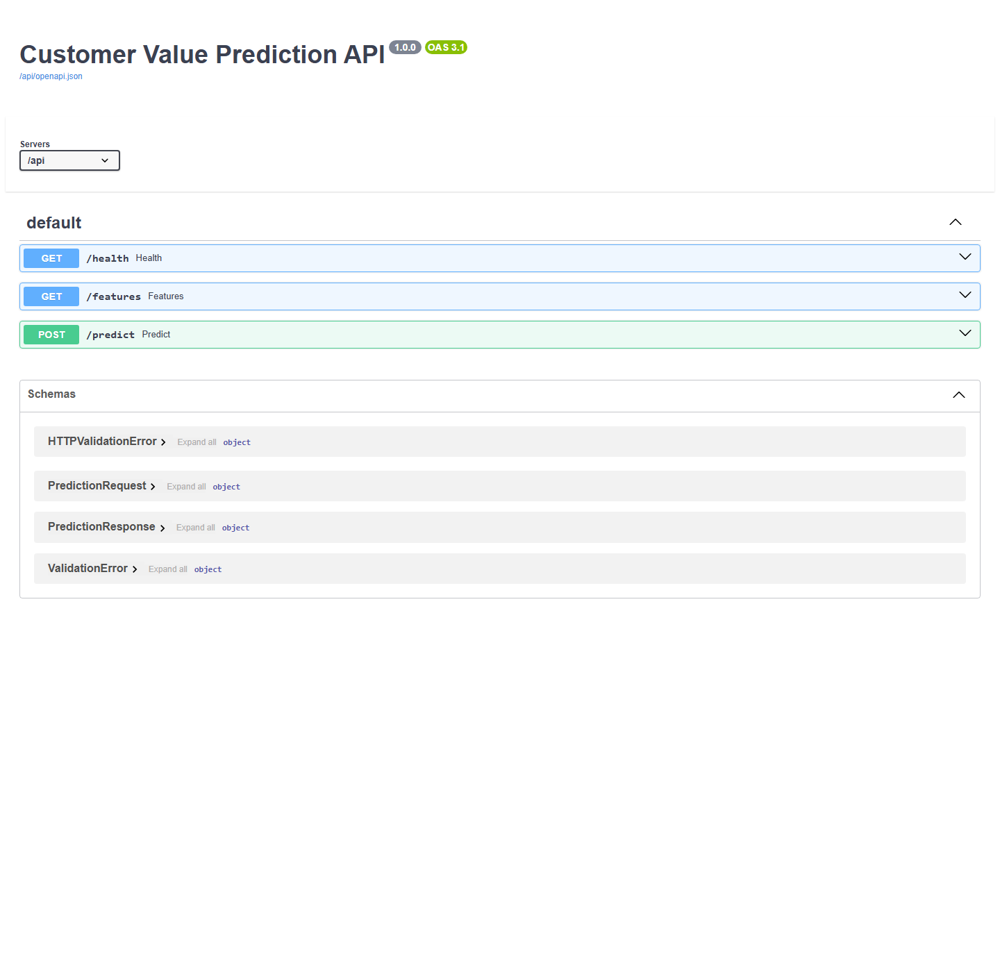 Customer Value Prediction API 1.0.0 OAS 3.1
/api/openapi.json
Servers
/api
default
GET /health Health
GET /features Features
POST /predict Predict
Schemas
HTTPValidationError Expand all object
PredictionRequest Expand all object
PredictionResponse Expand all object
ValidationError Expand all object